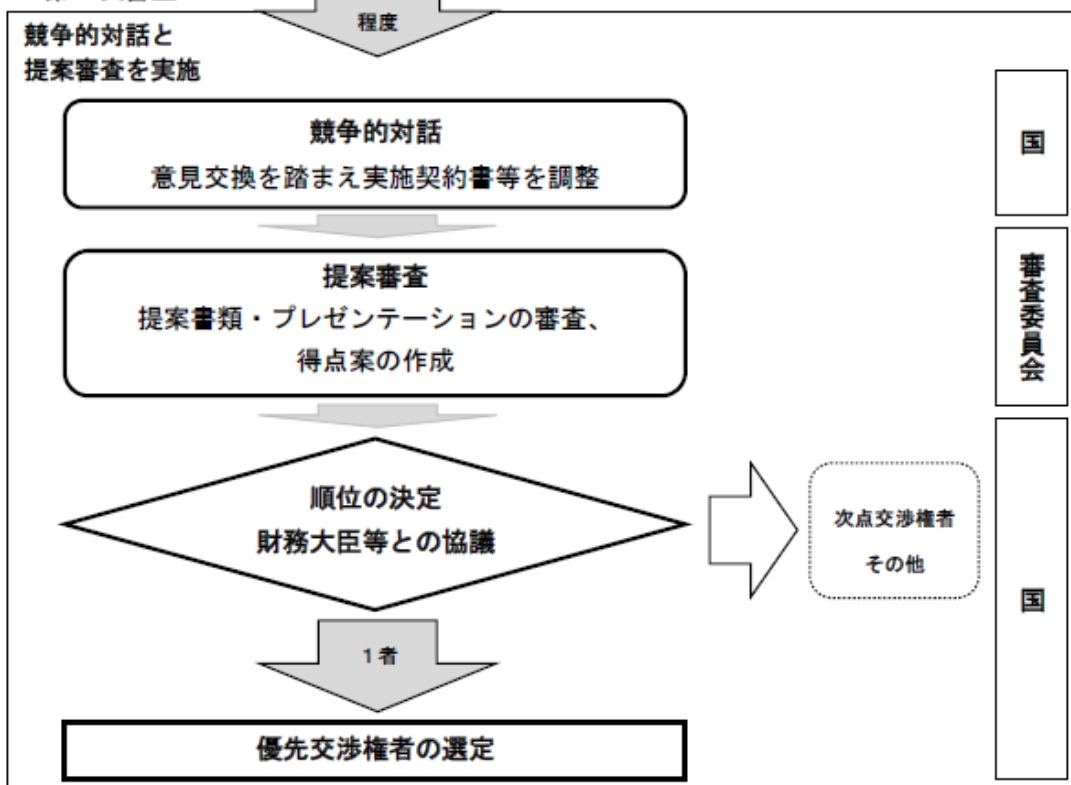 程度
競争的対話と
提案審査を実施
競争的対話
意見交換を踏まえ実施契約書等を調整
国
提案審査
提案書類・プレゼンテーションの審査、
得点案の作成
審査委員会
順位の決定
財務大臣等との協議
次点交渉権者
その他
国
1者
優先交渉権者の選定